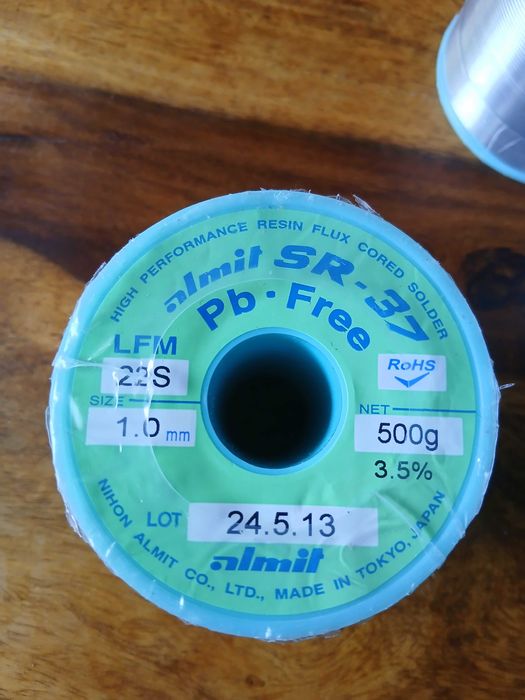 HIGH PERFORMANCE RESIN FLUX CORED SOLDER
almit SR-37
Pb·Free
LFM
22S
RoHS
SIZE
1.0 mm
NET
500g
3.5%
LOT
24.5.13
almit
NIHON ALMIT CO., LTD., MADE IN TOKYO, JAPAN